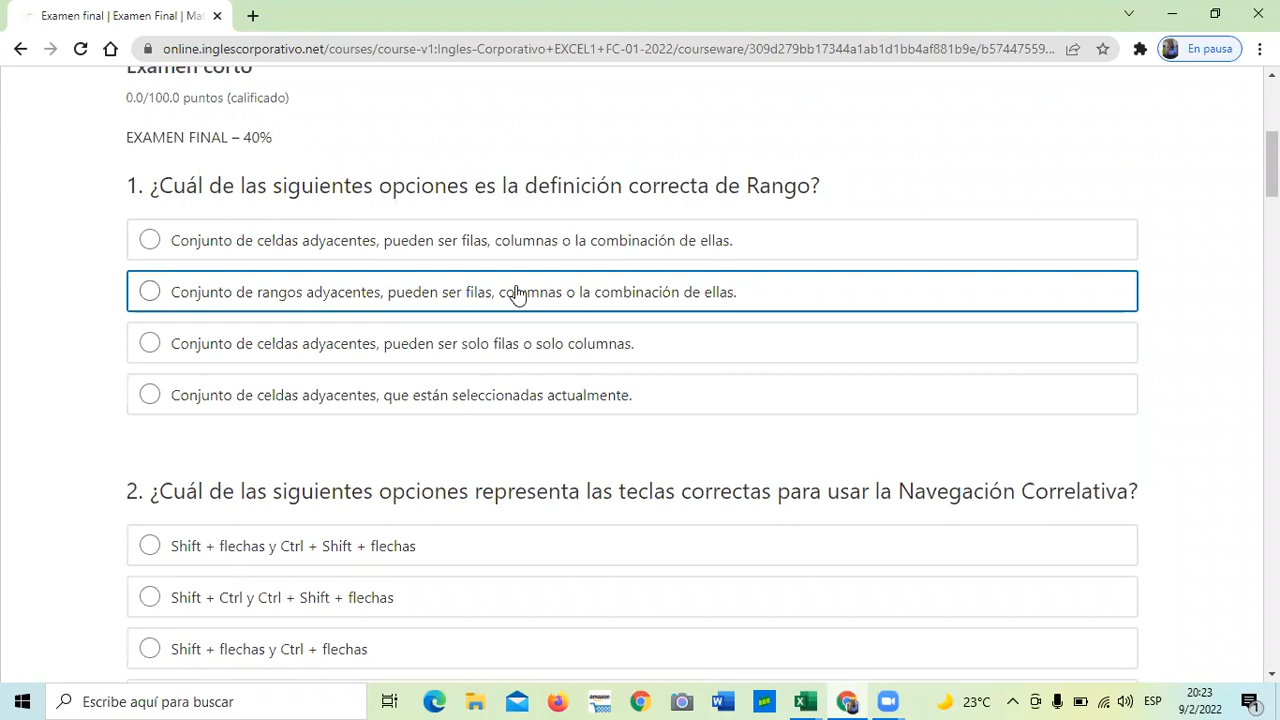 Examen final | Examen Final | Ma
online.inglescorporativo.net/courses/course-v1:Ingles-Corporativo+EXCEL1+FC-01-2022/courseware/309d279bb17344a1ab1d1bb4af881b9e/b57447559...
En pausa
Examen corto
0.0/100.0 puntos (calificado)
EXAMEN FINAL – 40%
1. ¿Cuál de las siguientes opciones es la definición correcta de Rango?
Conjunto de celdas adyacentes, pueden ser filas, columnas o la combinación de ellas.
Conjunto de rangos adyacentes, pueden ser filas, columnas o la combinación de ellas.
Conjunto de celdas adyacentes, pueden ser solo filas o solo columnas.
Conjunto de celdas adyacentes, que están seleccionadas actualmente.
2. ¿Cuál de las siguientes opciones representa las teclas correctas para usar la Navegación Correlativa?
Shift + flechas y Ctrl + Shift + flechas
Shift + Ctrl y Ctrl + Shift + flechas
Shift + flechas y Ctrl + flechas
Escribe aquí para buscar
amazon
23°C
ESP
20:23
9/2/2022
1